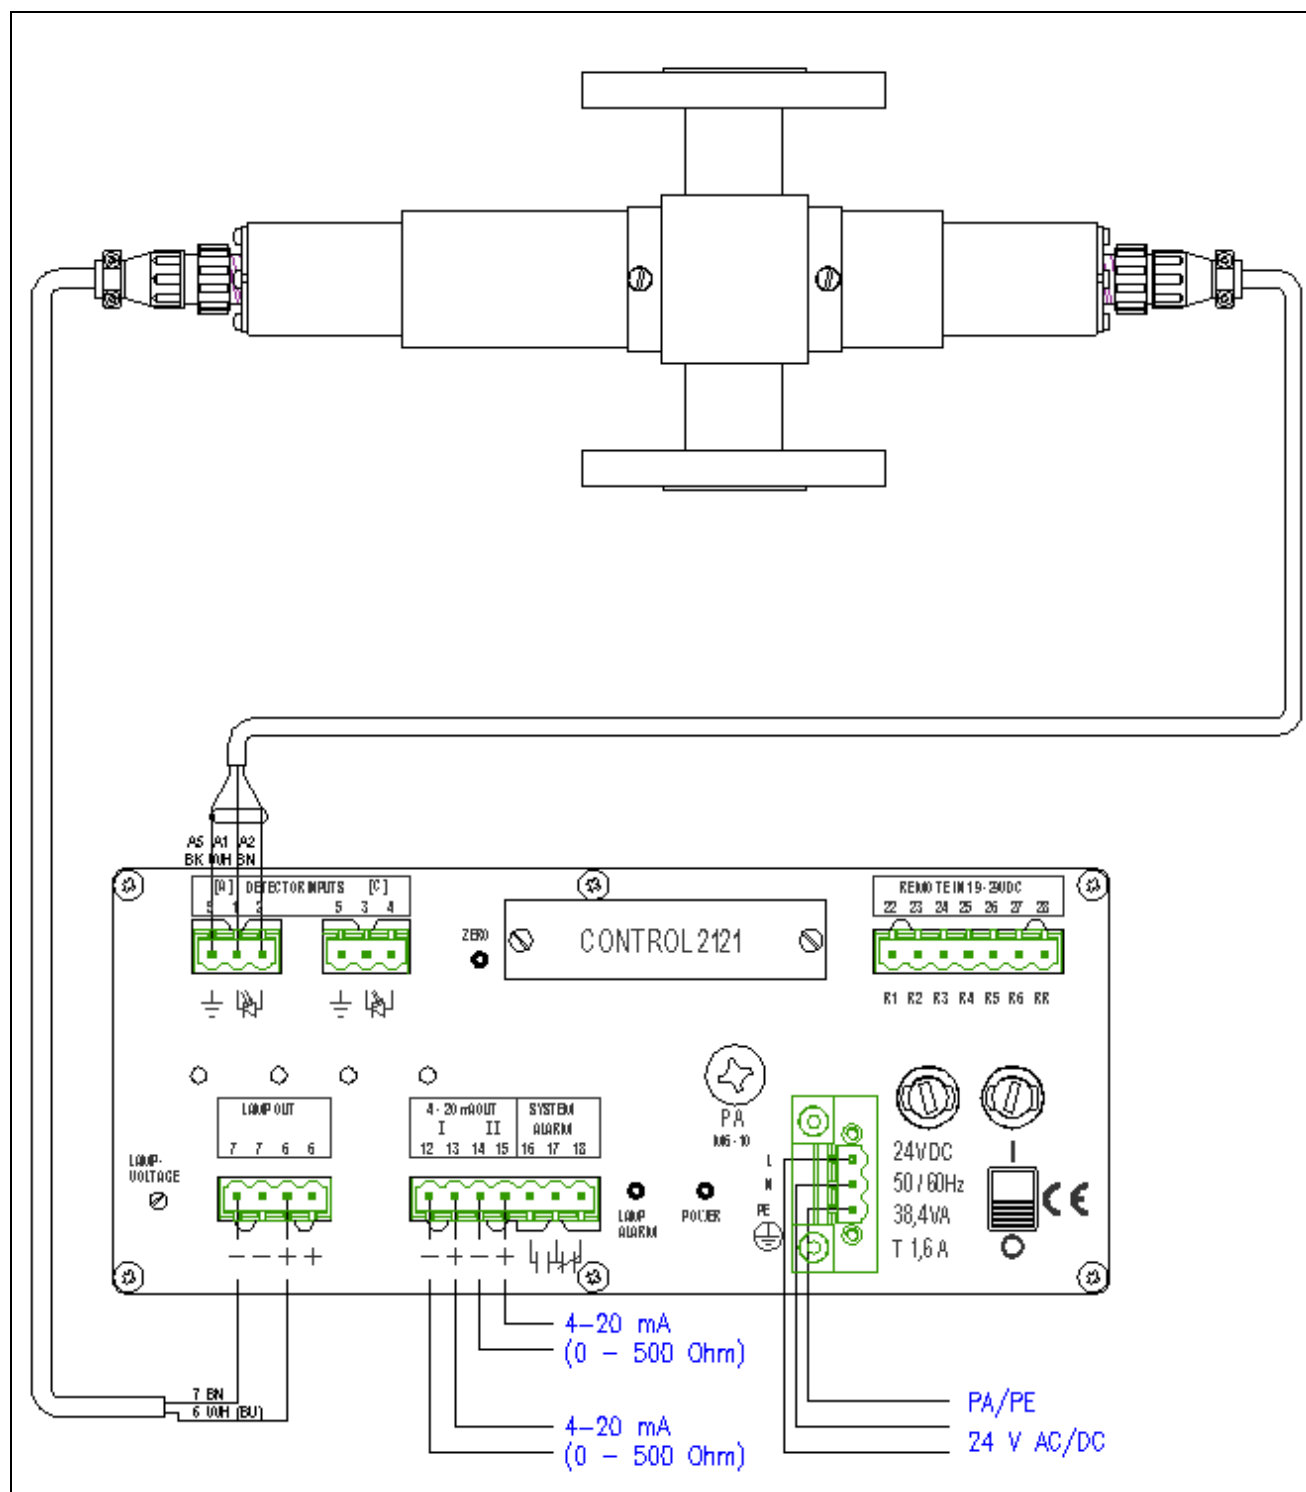 A5 A1 A2
BK WH BN
[A] DETECTOR INPUTS [C]
5 1 2 5 3 4
ZERO
CONTROL 2121
REMOTE IN 19-29VDC
22 23 24 25 26 27 28
R1 R2 R3 R4 R5 R6 RR
LAMP OUT
7 7 6 6
LAMP-
VOLTAGE
- - + +
4 - 20 mA OUT
I II
12 13 14 15
- + - +
SYSTEM
ALARM
16 17 18
LAMP
ALARM
POWER
PA
M6 - 10
L
N
PE
24VDC
50 / 60Hz
38,4VA
T 1,6 A
I
O
CE
7 BN
6 WH (BU)
4-20 mA
(0 - 500 Ohm)
4-20 mA
(0 - 500 Ohm)
PA/PE
24 V AC/DC